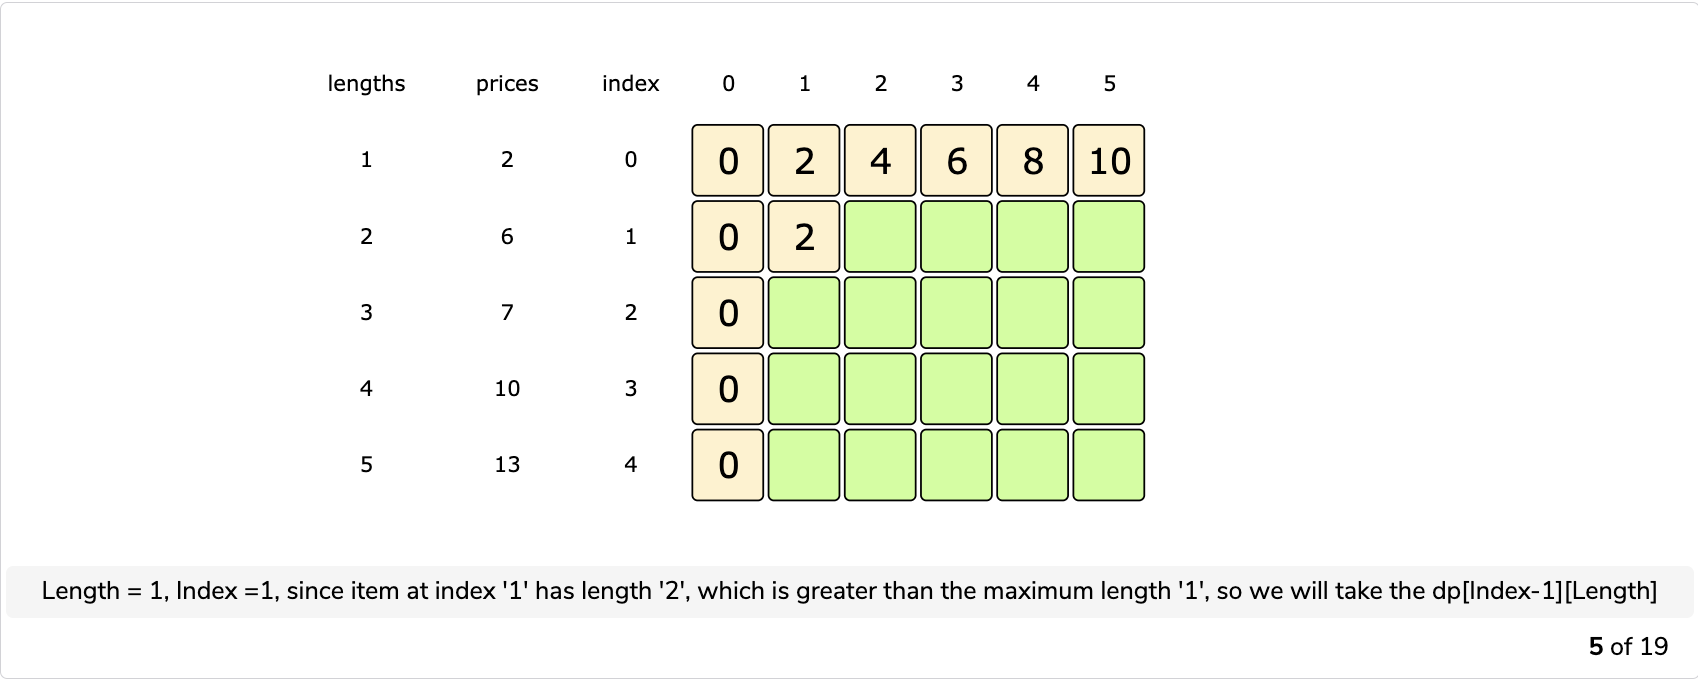 lengths prices index 0 1 2 3 4 5
1 2 0 0 2 4 6 8 10
2 6 1 0 2
3 7 2 0
4 10 3 0
5 13 4 0
Length = 1, Index =1, since item at index '1' has length '2', which is greater than the maximum length '1', so we will take the dp[Index-1][Length]
5 of 19